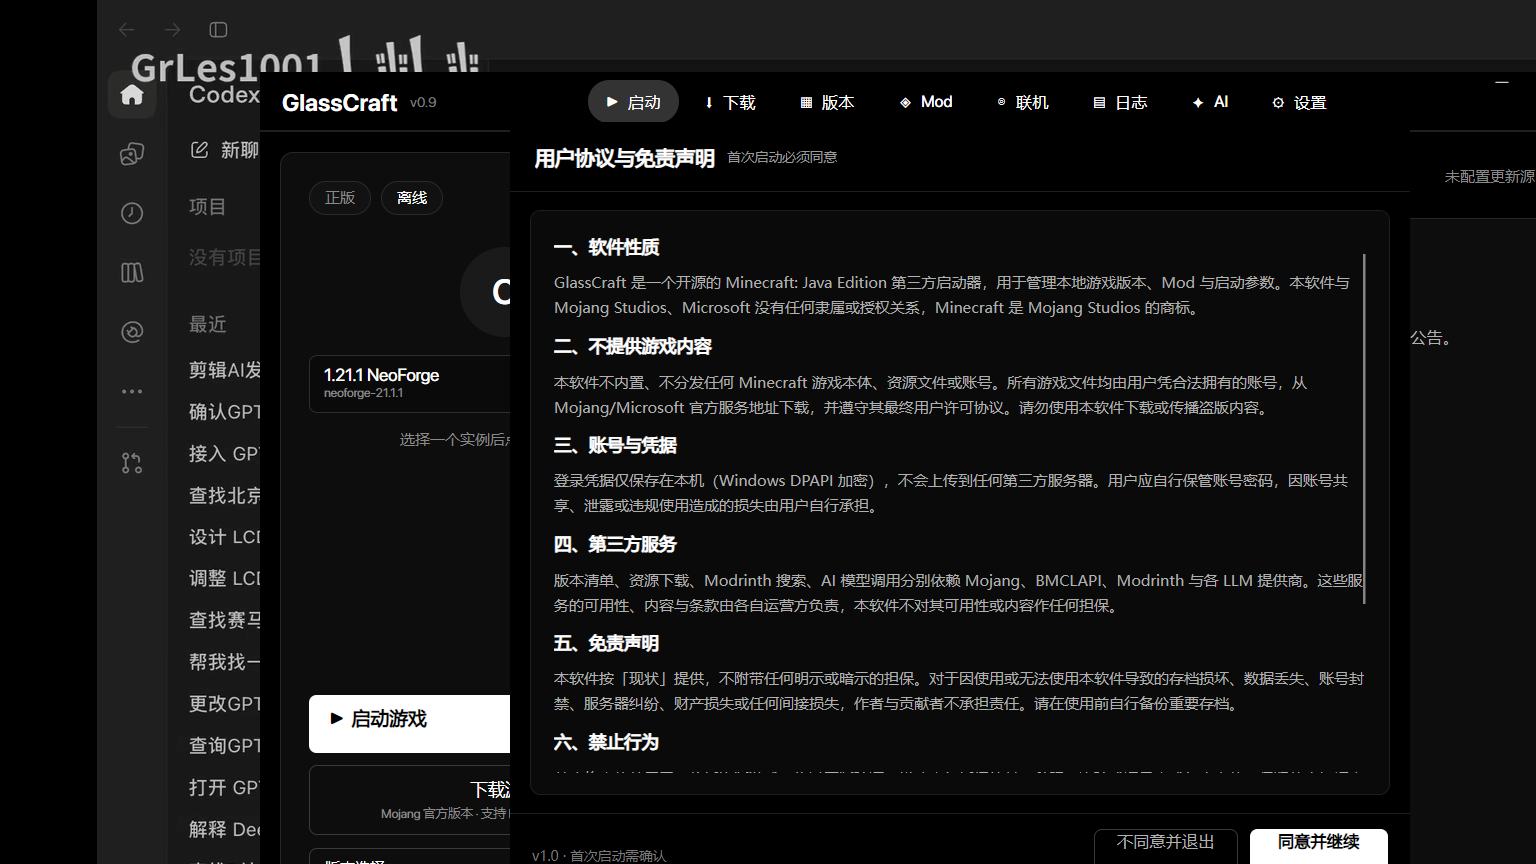 GrLes1001
Codex
新聊
项目
没有项目
最近
剪辑AI发
确认GPT
接入 GP
查找北京
设计 LCD
调整 LCD
查找赛马
帮我找一
更改GPT
查询GPT
打开 GP
解释 Dee
GlassCraft v0.9
启动
下载
版本
Mod
联机
日志
AI
设置
正版
离线
1.21.1 NeoForge
neoforge-21.1.1
选择一个实例后
启动游戏
下载
Mojang 官方版本 · 支持
版本选择
未配置更新源
公告。
用户协议与免责声明 首次启动必须同意
一、软件性质
GlassCraft 是一个开源的 Minecraft: Java Edition 第三方启动器，用于管理本地游戏版本、Mod 与启动参数。本软件与
Mojang Studios、Microsoft 没有任何隶属或授权关系，Minecraft 是 Mojang Studios 的商标。
二、不提供游戏内容
本软件不内置、不分发任何 Minecraft 游戏本体、资源文件或账号。所有游戏文件均由用户凭合法拥有的账号，从
Mojang/Microsoft 官方服务地址下载，并遵守其最终用户许可协议。请勿使用本软件下载或传播盗版内容。
三、账号与凭据
登录凭据仅保存在本机（Windows DPAPI 加密），不会上传到任何第三方服务器。用户应自行保管账号密码，因账号共
享、泄露或违规使用造成的损失由用户自行承担。
四、第三方服务
版本清单、资源下载、Modrinth 搜索、AI 模型调用分别依赖 Mojang、BMCLAPI、Modrinth 与各 LLM 提供商。这些服
务的可用性、内容与条款由各自运营方负责，本软件不对其可用性或内容作任何担保。
五、免责声明
本软件按「现状」提供，不附带任何明示或暗示的担保。对于因使用或无法使用本软件导致的存档损坏、数据丢失、账号封
禁、服务器纠纷、财产损失或任何间接损失，作者与贡献者不承担责任。请在使用前自行备份重要存档。
六、禁止行为
v1.0 · 首次启动需确认
不同意并退出
同意并继续